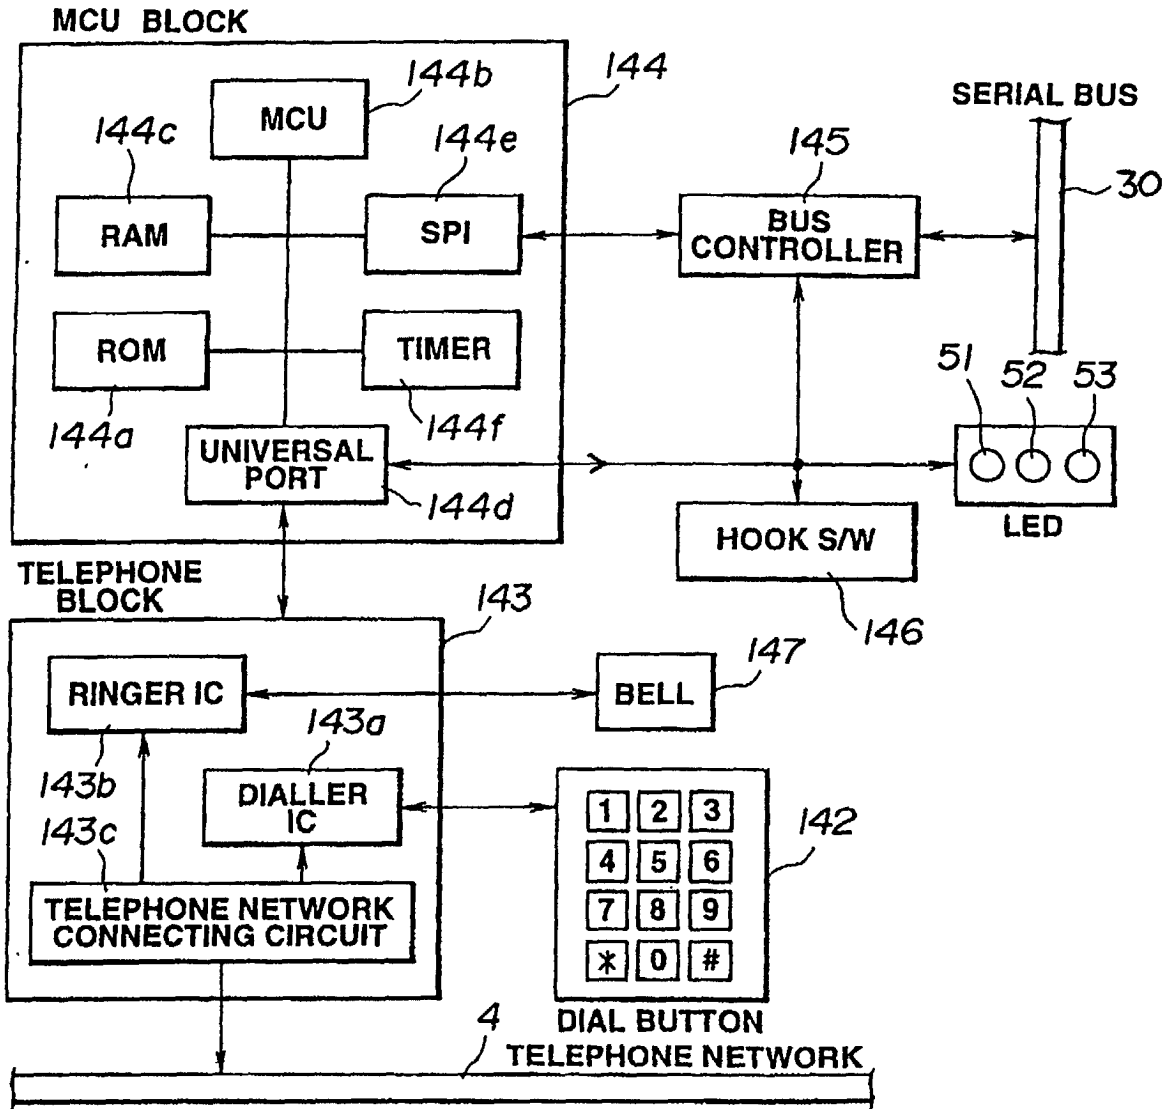 MCU BLOCK
144b
144
MCU
SERIAL BUS
144c
144e
145
30
RAM
SPI
BUS
CONTROLLER
ROM
TIMER
51
52
53
144a
144f
UNIVERSAL
PORT
144d
LED
HOOK S/W
146
TELEPHONE
BLOCK
143
147
RINGER IC
BELL
143a
143b
DIALLER
IC
143c
1 2 3
4 5 6
7 8 9
* 0 #
142
TELEPHONE NETWORK
CONNECTING CIRCUIT
DIAL BUTTON
4
TELEPHONE NETWORK